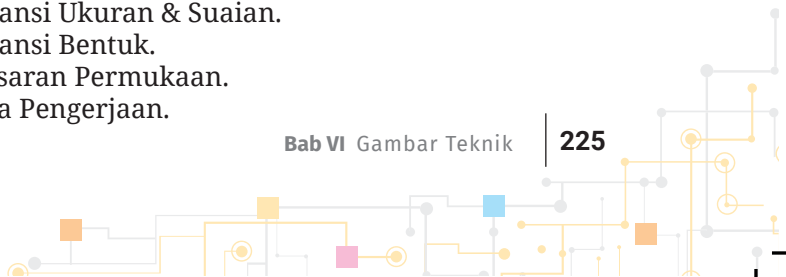 ansi Ukuran & Suaian.
ansi Bentuk.
saran Permukaan.
a Pengerjaan.
Bab VI Gambar Teknik 225